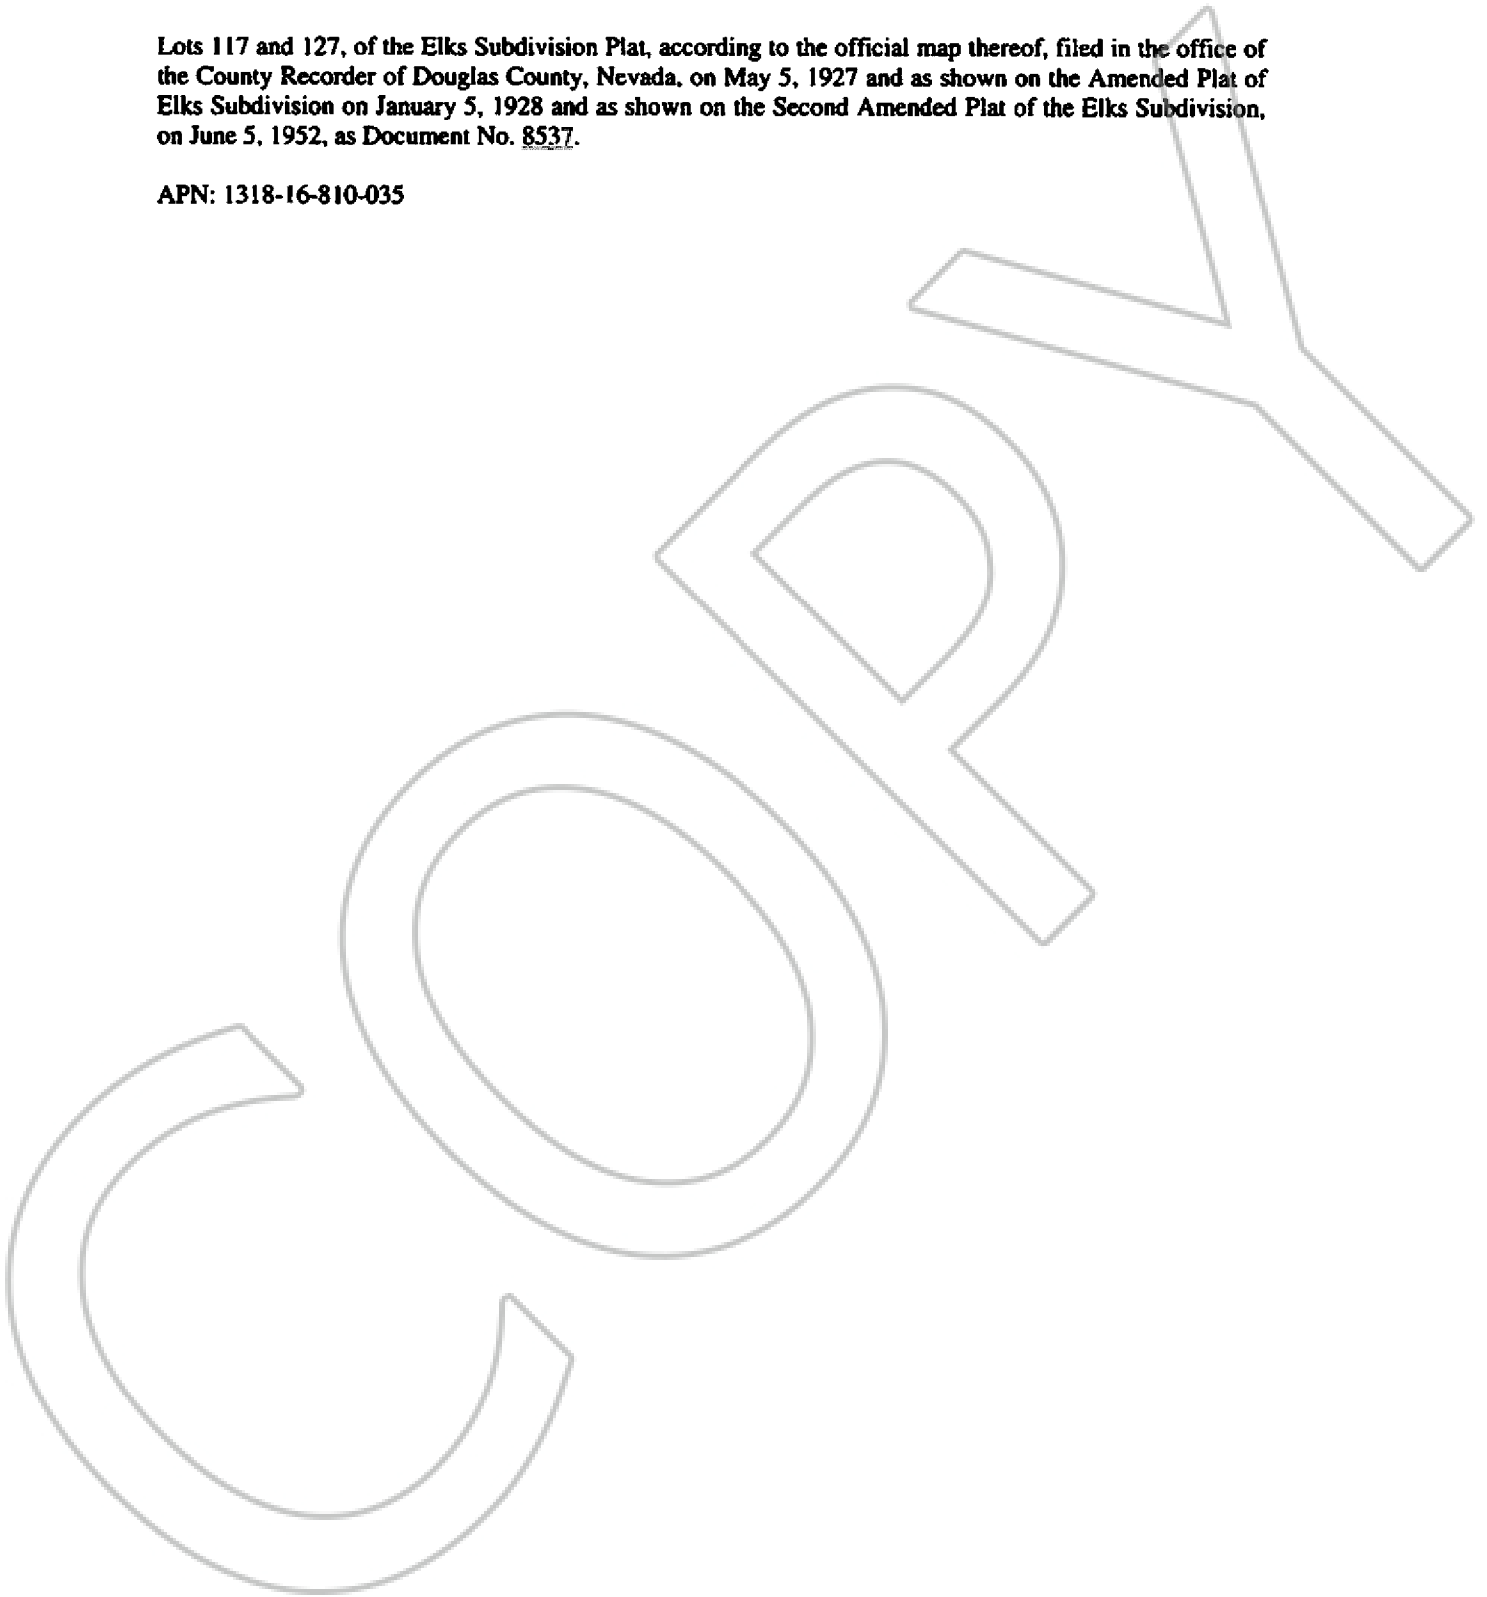 Lots 117 and 127, of the Elks Subdivision Plat, according to the official map thereof, filed in the office of
the County Recorder of Douglas County, Nevada, on May 5, 1927 and as shown on the Amended Plat of
Elks Subdivision on January 5, 1928 and as shown on the Second Amended Plat of the Elks Subdivision,
on June 5, 1952, as Document No. 8537.
APN: 1318-16-810-035
COPY